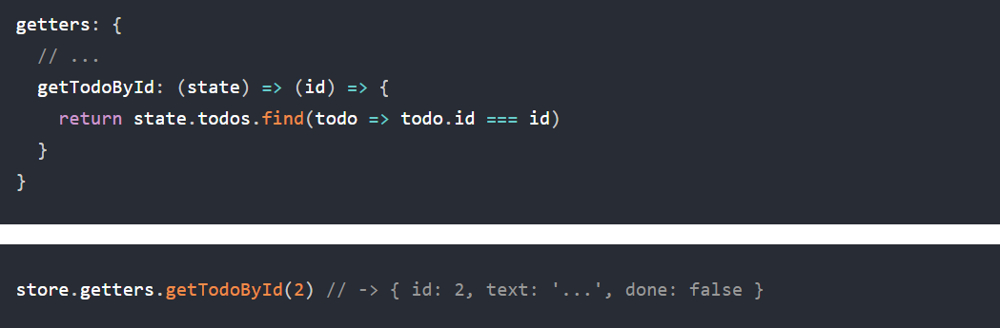 getters: {
  // ...
  getTodoById: (state) => (id) => {
    return state.todos.find(todo => todo.id === id)
  }
}
store.getters.getTodoById(2) // -> { id: 2, text: '...', done: false }